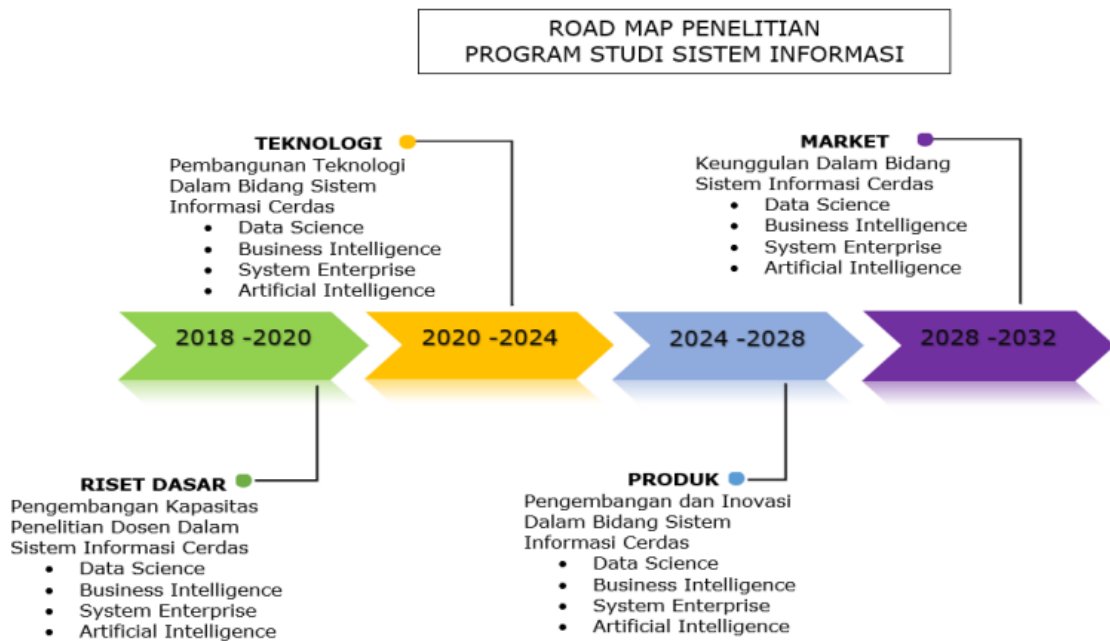 ROAD MAP PENELITIAN
PROGRAM STUDI SISTEM INFORMASI
TEKNOLOGI
Pembangunan Teknologi
Dalam Bidang Sistem
Informasi Cerdas
• Data Science
• Business Intelligence
• System Enterprise
• Artificial Intelligence
MARKET
Keunggulan Dalam Bidang
Sistem Informasi Cerdas
• Data Science
• Business Intelligence
• System Enterprise
• Artificial Intelligence
2018 -2020
2020 -2024
2024 -2028
2028 -2032
RISET DASAR
Pengembangan Kapasitas
Penelitian Dosen Dalam
Sistem Informasi Cerdas
• Data Science
• Business Intelligence
• System Enterprise
• Artificial Intelligence
PRODUK
Pengembangan dan Inovasi
Dalam Bidang Sistem
Informasi Cerdas
• Data Science
• Business Intelligence
• System Enterprise
• Artificial Intelligence